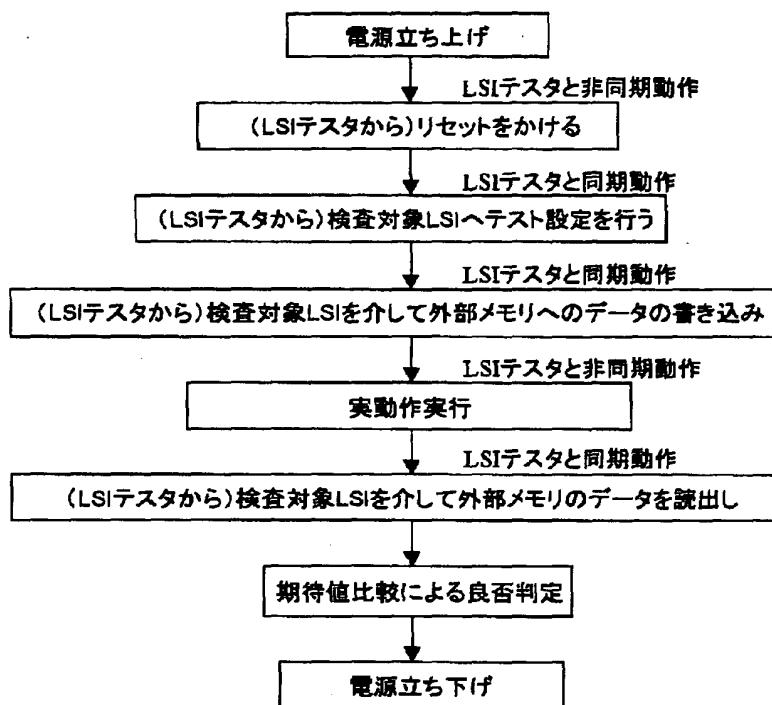 電源立ち上げ
LSIテスタと非同期動作
(LSIテスタから)リセットをかける
LSIテスタと同期動作
(LSIテスタから)検査対象LSIへテスト設定を行う
LSIテスタと同期動作
(LSIテスタから)検査対象LSIを介して外部メモリへのデータの書き込み
LSIテスタと非同期動作
実動作実行
LSIテスタと同期動作
(LSIテスタから)検査対象LSIを介して外部メモリのデータを読出し
期待値比較による良否判定
電源立ち下げ